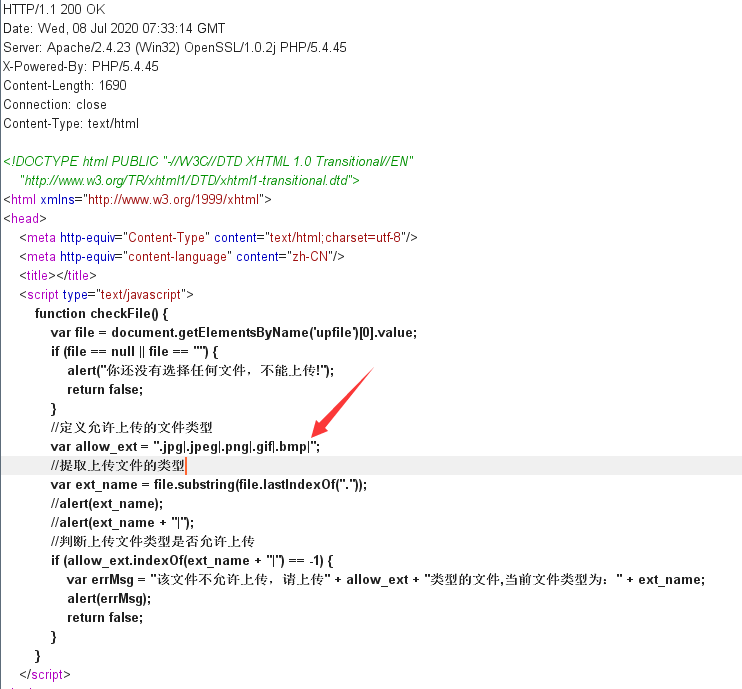 HTTP/1.1 200 OK
Date: Wed, 08 Jul 2020 07:33:14 GMT
Server: Apache/2.4.23 (Win32) OpenSSL/1.0.2j PHP/5.4.45
X-Powered-By: PHP/5.4.45
Content-Length: 1690
Connection: close
Content-Type: text/html

<!DOCTYPE html PUBLIC "-//W3C//DTD XHTML 1.0 Transitional//EN"
"http://www.w3.org/TR/xhtml1/DTD/xhtml1-transitional.dtd">
<html xmlns="http://www.w3.org/1999/xhtml">
<head>
<meta http-equiv="Content-Type" content="text/html;charset=utf-8"/>
<meta http-equiv="content-language" content="zh-CN"/>
<title></title>
<script type="text/javascript">
function checkFile() {
var file = document.getElementsByName('upfile')[0].value;
if (file == null || file == "") {
alert("你还没有选择任何文件，不能上传!");
return false;
}
//定义允许上传的文件类型
var allow_ext = ".jpg|.jpeg|.png|.gif|.bmp|";
//提取上传文件的类型
var ext_name = file.substring(file.lastIndexOf("."));
//alert(ext_name);
//alert(ext_name + "|");
//判断上传文件类型是否允许上传
if (allow_ext.indexOf(ext_name + "|") == -1) {
var errMsg = "该文件不允许上传，请上传" + allow_ext + "类型的文件,当前文件类型为：" + ext_name;
alert(errMsg);
return false;
}
}
</script>